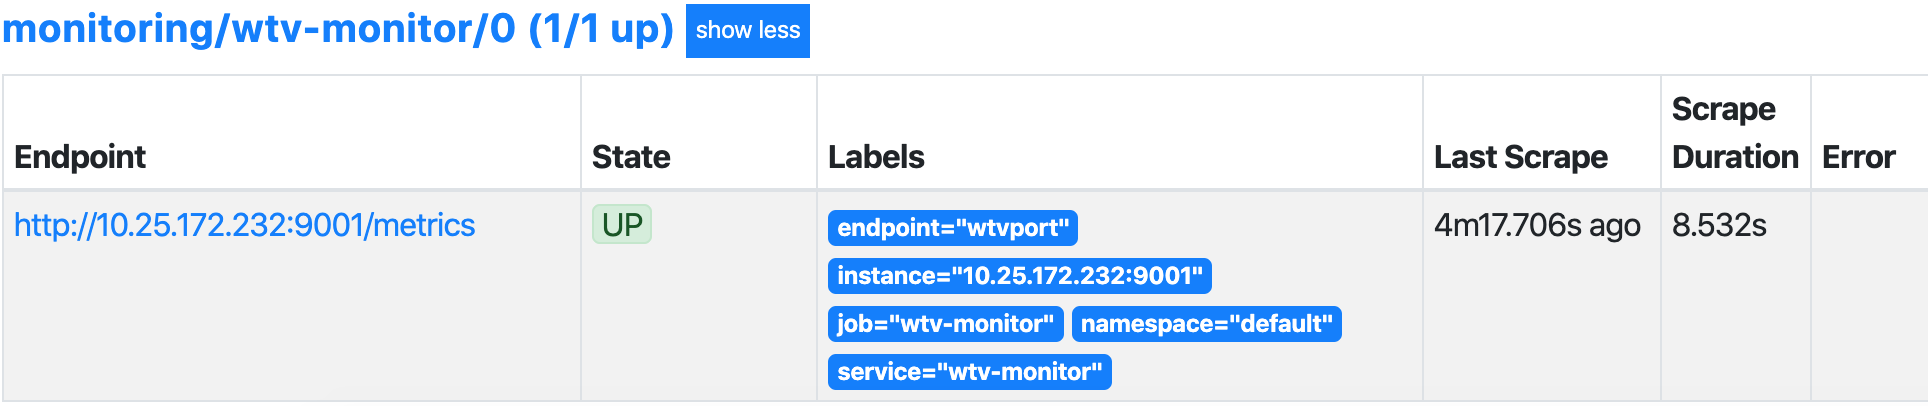 monitoring/wtv-monitor/0 (1/1 up) show less
Endpoint State Labels Last Scrape Scrape Duration Error
http://10.25.172.232:9001/metrics UP endpoint="wtvport" 4m17.706s ago 8.532s
instance="10.25.172.232:9001"
job="wtv-monitor" namespace="default"
service="wtv-monitor"